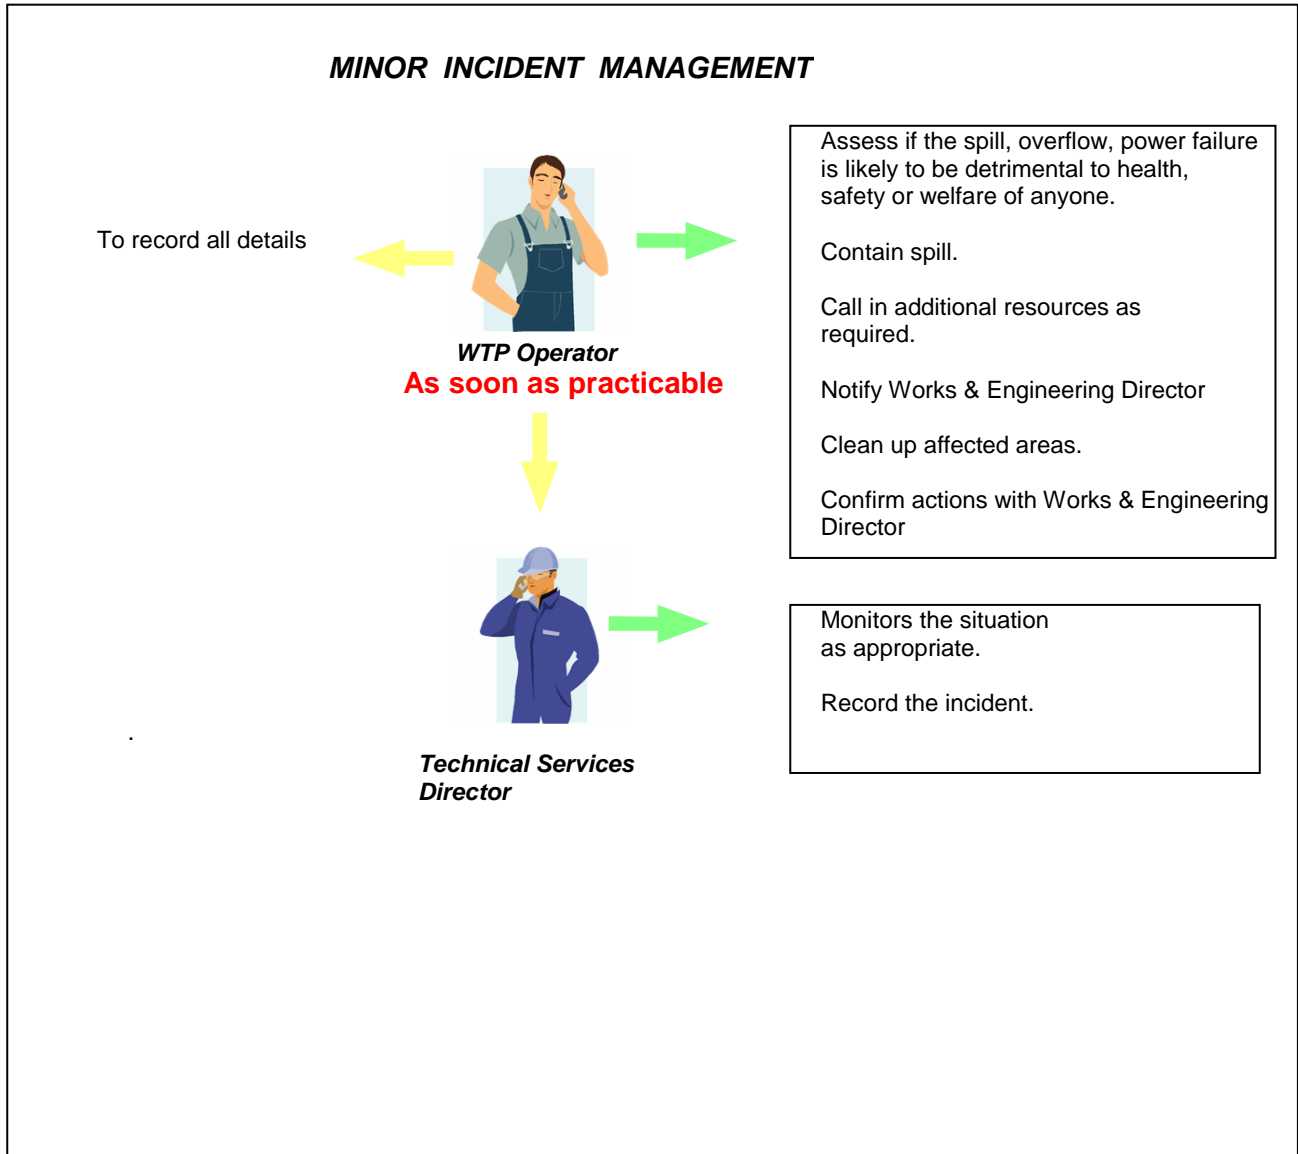 MINOR INCIDENT MANAGEMENT
To record all details
WTP Operator
As soon as practicable
Assess if the spill, overflow, power failure
is likely to be detrimental to health,
safety or welfare of anyone.
Contain spill.
Call in additional resources as
required.
Notify Works & Engineering Director
Clean up affected areas.
Confirm actions with Works & Engineering
Director
Monitors the situation
as appropriate.
Record the incident.
.
Technical Services
Director